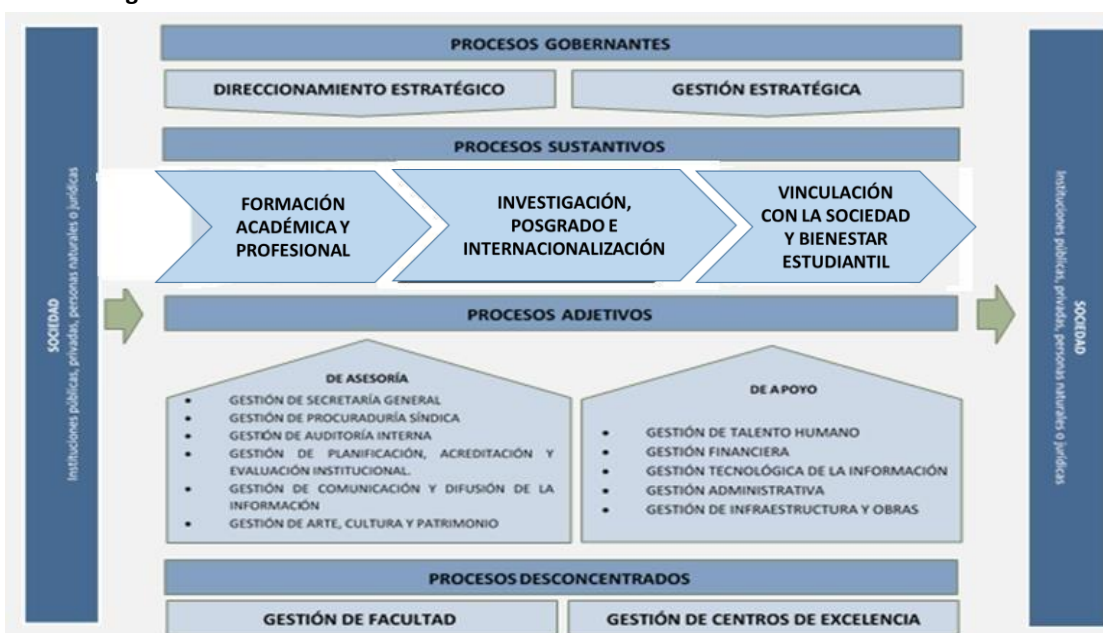 PROCESOS GOBERNANTES
DIRECCIONAMIENTO ESTRATÉGICO
GESTIÓN ESTRATÉGICA
PROCESOS SUSTANTIVOS
FORMACIÓN
ACADÉMICA Y
PROFESIONAL
INVESTIGACIÓN,
POSGRADO E
INTERNACIONALIZACIÓN
VINCULACIÓN
CON LA SOCIEDAD
Y BIENESTAR
ESTUDIANTIL
SOCIEDAD
Instituciones públicas, privadas, personas naturales o jurídicas
PROCESOS ADJETIVOS
DE ASESORÍA
• GESTIÓN DE SECRETARÍA GENERAL
• GESTIÓN DE PROCURADURÍA SÍNDICA
• GESTIÓN DE AUDITORÍA INTERNA
• GESTIÓN DE PLANIFICACIÓN, ACREDITACIÓN Y
EVALUACIÓN INSTITUCIONAL.
• GESTIÓN DE COMUNICACIÓN Y DIFUSIÓN DE LA
INFORMACIÓN
• GESTIÓN DE ARTE, CULTURA Y PATRIMONIO
DE APOYO
• GESTIÓN DE TALENTO HUMANO
• GESTIÓN FINANCIERA
• GESTIÓN TECNOLÓGICA DE LA INFORMACIÓN
• GESTIÓN ADMINISTRATIVA
• GESTIÓN DE INFRAESTRUCTURA Y OBRAS
SOCIEDAD
Instituciones públicas, privadas, personas naturales o jurídicas
PROCESOS DESCONCENTRADOS
GESTIÓN DE FACULTAD
GESTIÓN DE CENTROS DE EXCELENCIA